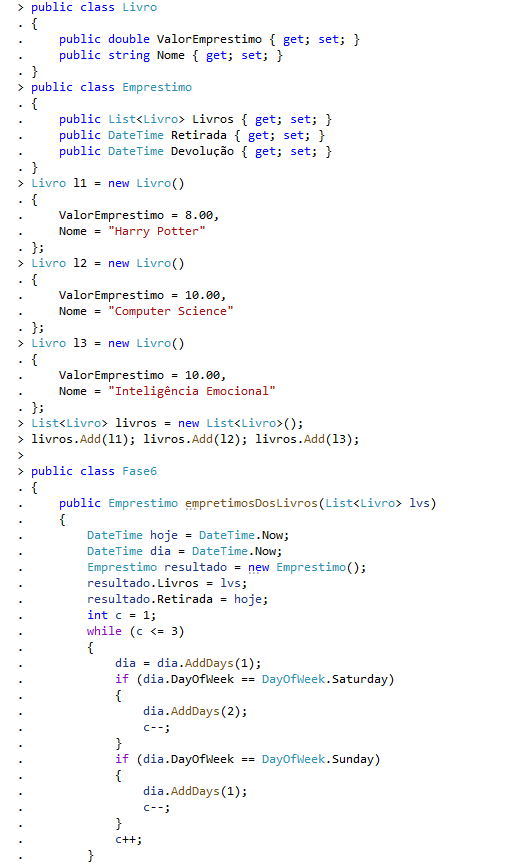 > public class Livro
. {
.     public double ValorEmprestimo { get; set; }
.     public string Nome { get; set; }
. }
> public class Emprestimo
. {
.     public List<Livro> Livros { get; set; }
.     public DateTime Retirada { get; set; }
.     public DateTime Devolução { get; set; }
. }
> Livro l1 = new Livro()
. {
.     ValorEmprestimo = 8.00,
.     Nome = "Harry Potter"
. };
> Livro l2 = new Livro()
. {
.     ValorEmprestimo = 10.00,
.     Nome = "Computer Science"
. };
> Livro l3 = new Livro()
. {
.     ValorEmprestimo = 10.00,
.     Nome = "Inteligência Emocional"
. };
> List<Livro> livros = new List<Livro>();
> livros.Add(l1); livros.Add(l2); livros.Add(l3);
>
> public class Fase6
. {
.     public Emprestimo empretimosDosLivros(List<Livro> lvs)
.     {
.         DateTime hoje = DateTime.Now;
.         DateTime dia = DateTime.Now;
.         Emprestimo resultado = new Emprestimo();
.         resultado.Livros = lvs;
.         resultado.Retirada = hoje;
.         int c = 1;
.         while (c <= 3)
.         {
.             dia = dia.AddDays(1);
.             if (dia.DayOfWeek == DayOfWeek.Saturday)
.             {
.                 dia.AddDays(2);
.                 c--;
.             }
.             if (dia.DayOfWeek == DayOfWeek.Sunday)
.             {
.                 dia.AddDays(1);
.                 c--;
.             }
.             c++;
.         }